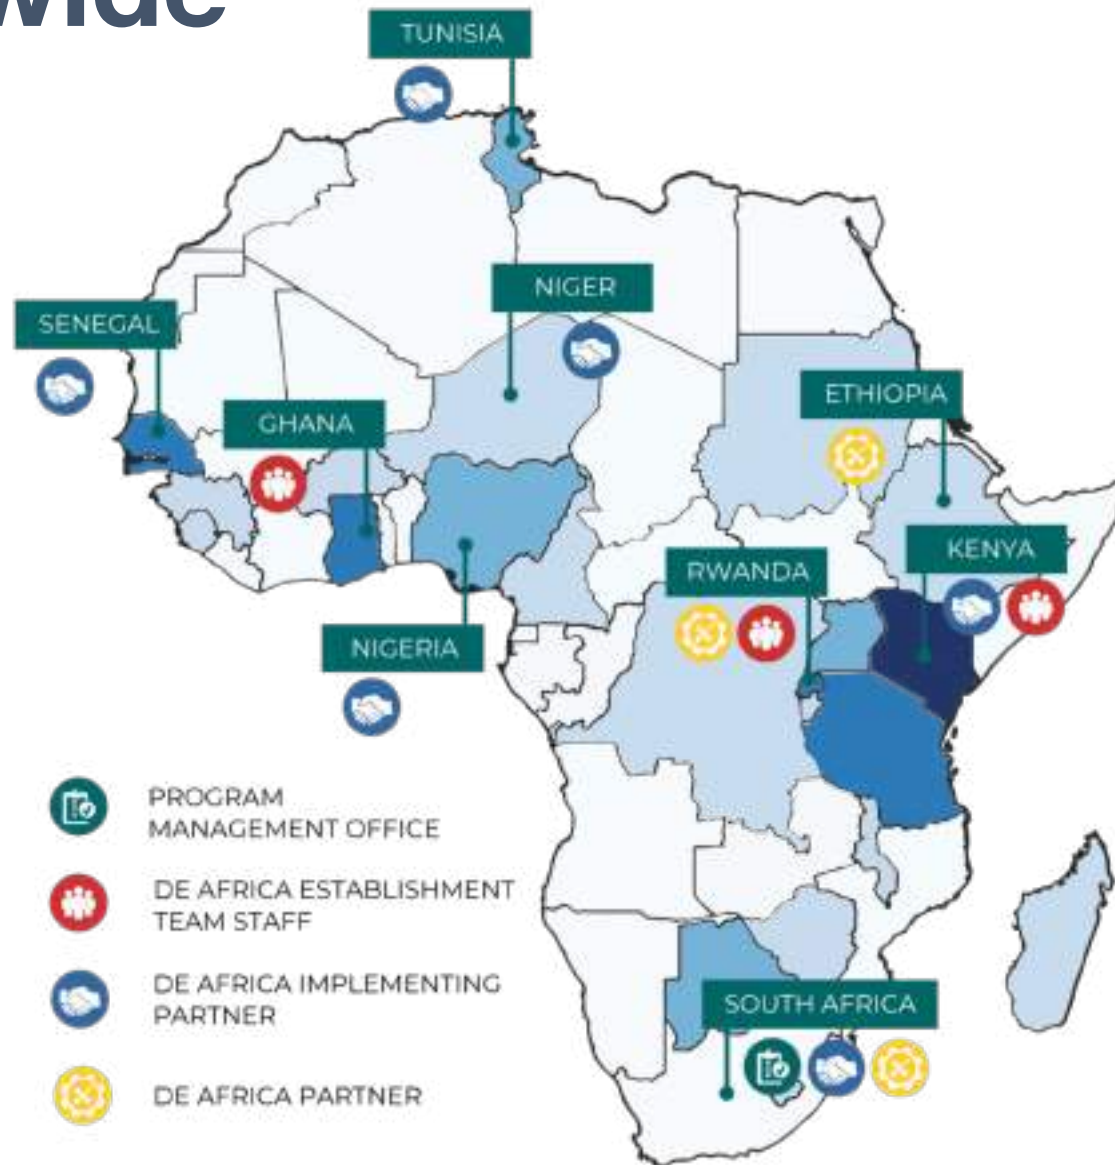 wide
TUNISIA
NIGER
SENEGAL
ETHIOPIA
GHANA
KENYA
RWANDA
NIGERIA
PROGRAM
MANAGEMENT OFFICE
DE AFRICA ESTABLISHMENT
TEAM STAFF
DE AFRICA IMPLEMENTING
PARTNER
SOUTH AFRICA
DE AFRICA PARTNER